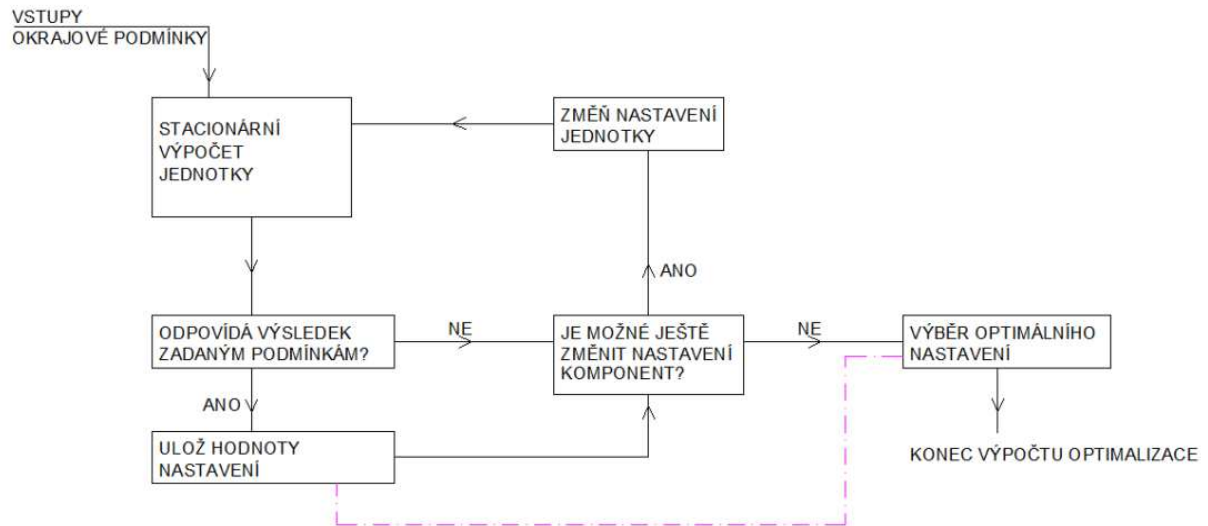 VSTUPY
OKRAJOVÉ PODMÍNKY
STACIONÁRNÍ
VÝPOČET
JEDNOTKY
ZMĚŇ NASTAVENÍ
JEDNOTKY
ANO
ODPOVÍDÁ VÝSLEDEK
ZADANÝM PODMÍNKÁM?
NE
JE MOŽNÉ JEŠTĚ
ZMĚNIT NASTAVENÍ
KOMPONENT?
NE
VÝBĚR OPTIMÁLNÍHO
NASTAVENÍ
ANO
ULOŽ HODNOTY
NASTAVENÍ
KONEC VÝPOČTU OPTIMALIZACE